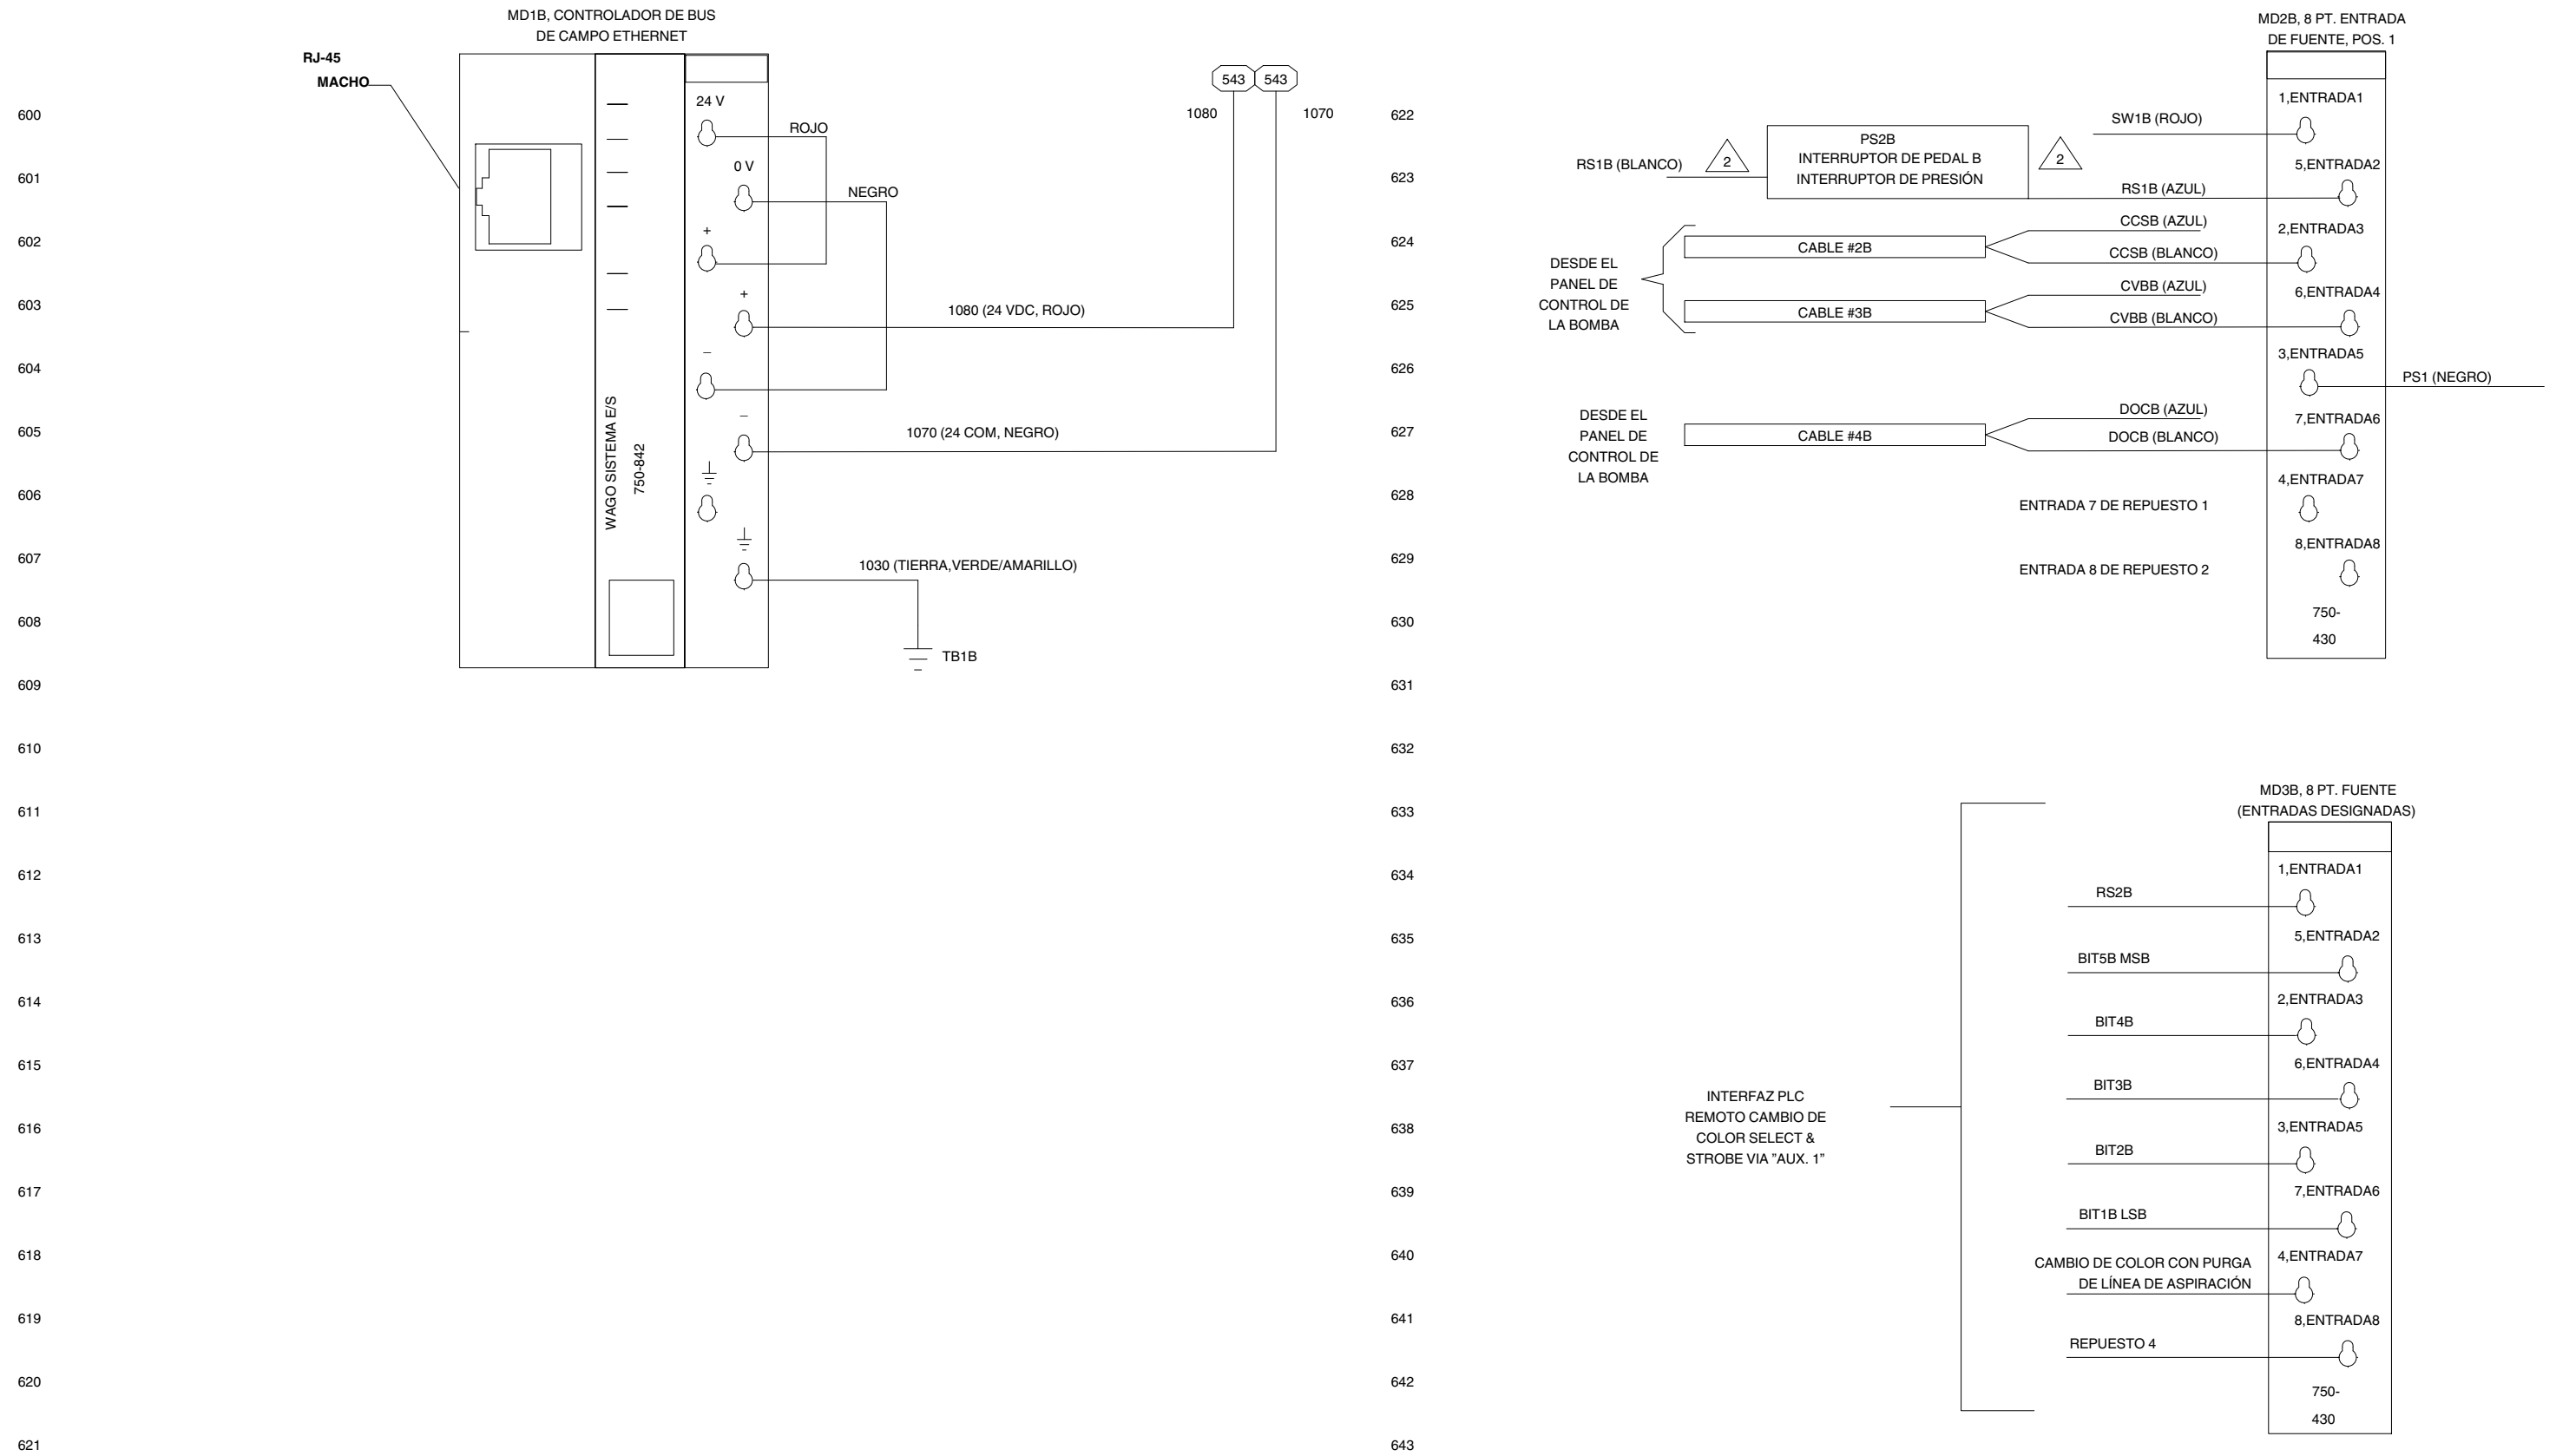 MD1B, CONTROLADOR DE BUS
DE CAMPO ETHERNET
RJ-45
MACHO
24 V
ROJO
0 V
NEGRO
+
+
1080 (24 VDC, ROJO)
–
–
1070 (24 COM, NEGRO)
1030 (TIERRA,VERDE/AMARILLO)
TB1B
WAGO SISTEMA E/S
750-842
543
543
1080
1070
600
601
602
603
604
605
606
607
608
609
610
611
612
613
614
615
616
617
618
619
620
621
622
623
624
625
626
627
628
629
630
631
632
633
634
635
636
637
638
639
640
641
642
643
MD2B, 8 PT. ENTRADA
DE FUENTE, POS. 1
1,ENTRADA1
SW1B (ROJO)
RS1B (BLANCO)
2
PS2B
INTERRUPTOR DE PEDAL B
INTERRUPTOR DE PRESIÓN
2
5,ENTRADA2
RS1B (AZUL)
CCSB (AZUL)
2,ENTRADA3
CABLE #2B
CCSB (BLANCO)
DESDE EL
PANEL DE
CONTROL DE
LA BOMBA
CVBB (AZUL)
6,ENTRADA4
CABLE #3B
CVBB (BLANCO)
3,ENTRADA5
PS1 (NEGRO)
DESDE EL
PANEL DE
CONTROL DE
LA BOMBA
DOCB (AZUL)
7,ENTRADA6
CABLE #4B
DOCB (BLANCO)
4,ENTRADA7
ENTRADA 7 DE REPUESTO 1
8,ENTRADA8
ENTRADA 8 DE REPUESTO 2
750-
430
MD3B, 8 PT. FUENTE
(ENTRADAS DESIGNADAS)
1,ENTRADA1
RS2B
5,ENTRADA2
BIT5B MSB
2,ENTRADA3
BIT4B
6,ENTRADA4
BIT3B
INTERFAZ PLC
REMOTO CAMBIO DE
COLOR SELECT &
STROBE VIA "AUX. 1"
3,ENTRADA5
BIT2B
7,ENTRADA6
BIT1B LSB
4,ENTRADA7
CAMBIO DE COLOR CON PURGA
DE LÍNEA DE ASPIRACIÓN
8,ENTRADA8
REPUESTO 4
750-
430